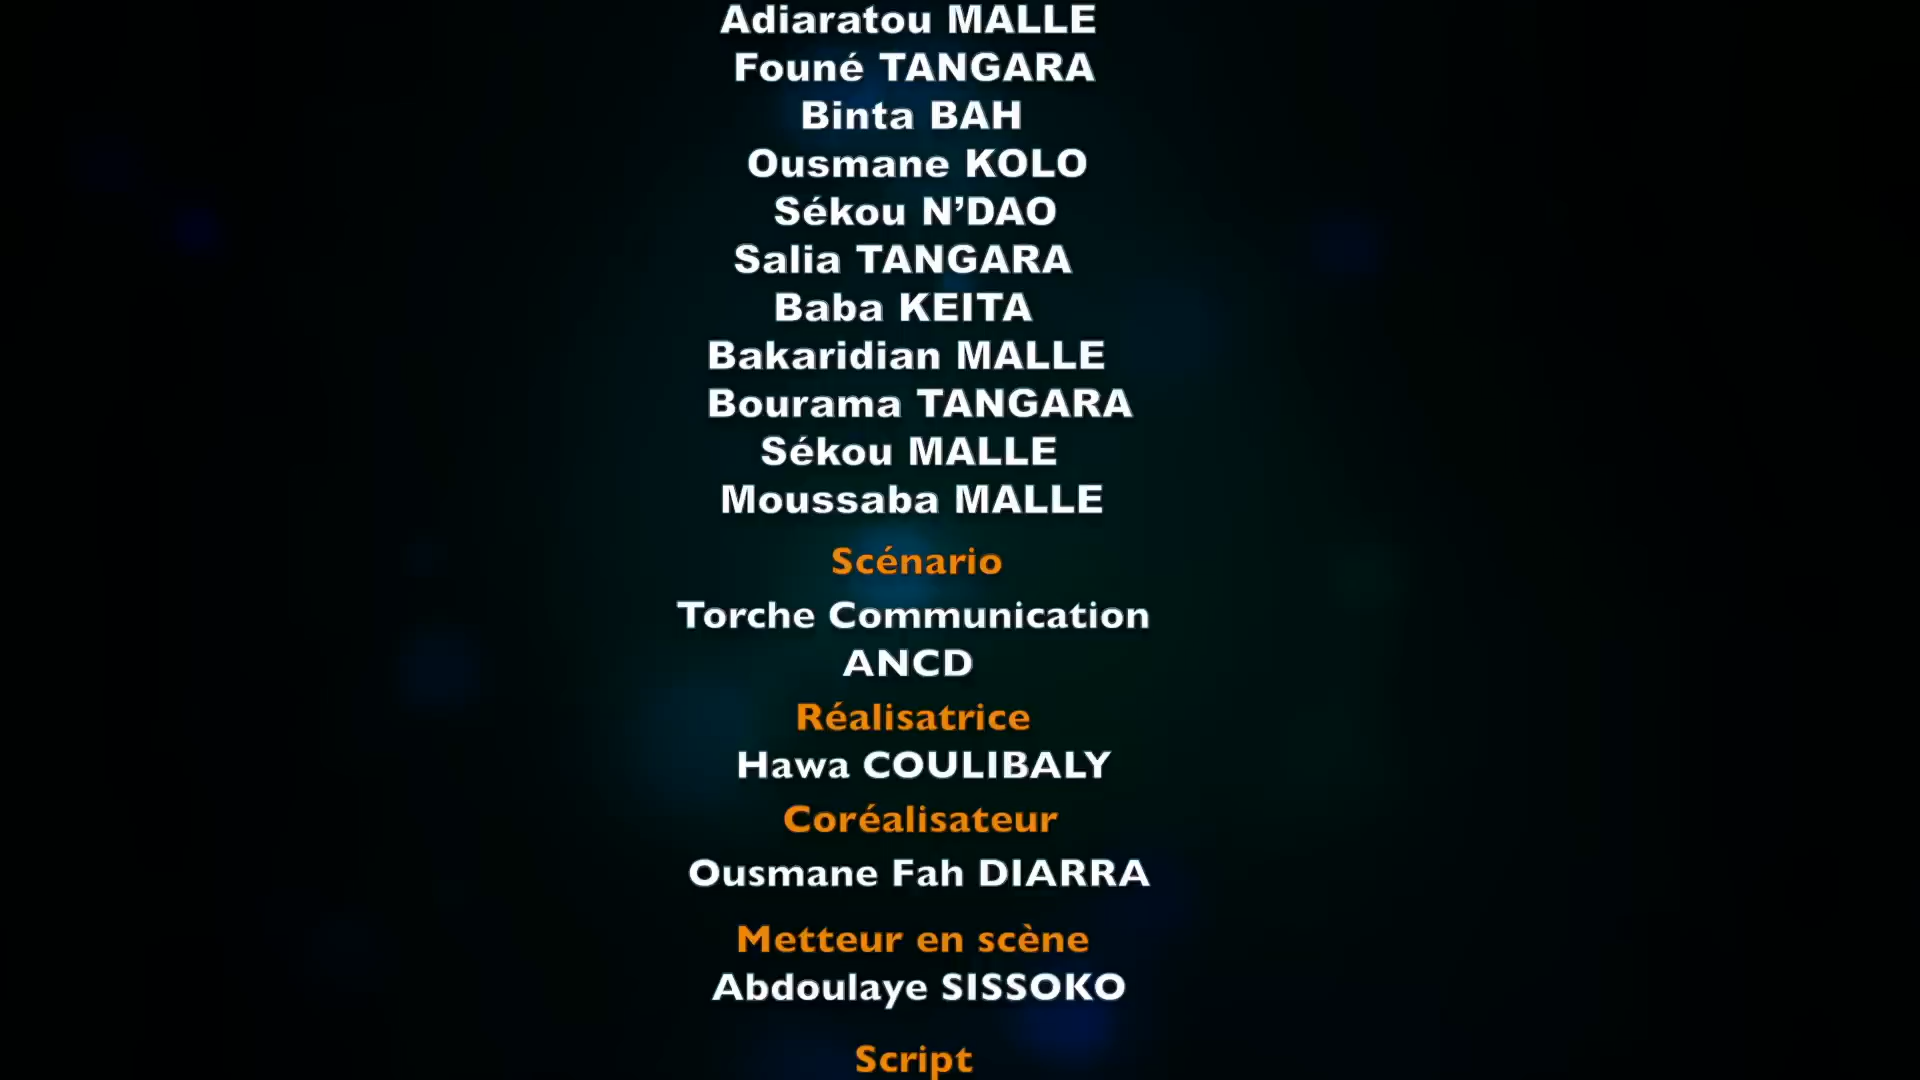 Adiaratou MALLE
Founé TANGARA
Binta BAH
Ousmane KOLO
Sékou N’DAO
Salia TANGARA
Baba KEITA
Bakaridian MALLE
Bourama TANGARA
Sékou MALLE
Moussaba MALLE
Scénario
Torche Communication
ANCD
Réalisatrice
Hawa COULIBALY
Coréalisateur
Ousmane Fah DIARRA
Metteur en scène
Abdoulaye SISSOKO
Script